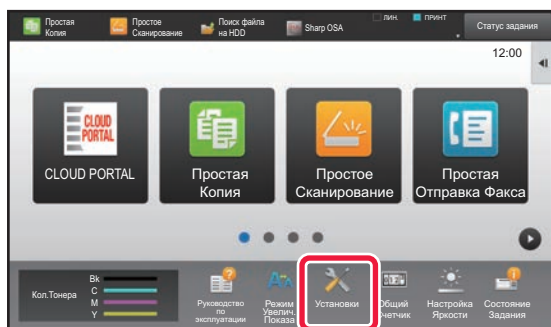 Простая
Копия
Простое
Сканирование
Поиск файла
на HDD
Sharp OSA
ЛИН.
ПРИНТ
Статус задания
12:00
CLOUD
PORTAL
CLOUD PORTAL
Простая
Копия
Простое
Сканирование
Простая
Отправка Факса
Кол.Тонера
Bk
C
M
Y
Руководство
по
эксплуатации
Режим
Увелич.
Показа
Установки
Общий
Счетчик
Настройка
Яркости
Состояние
Задания